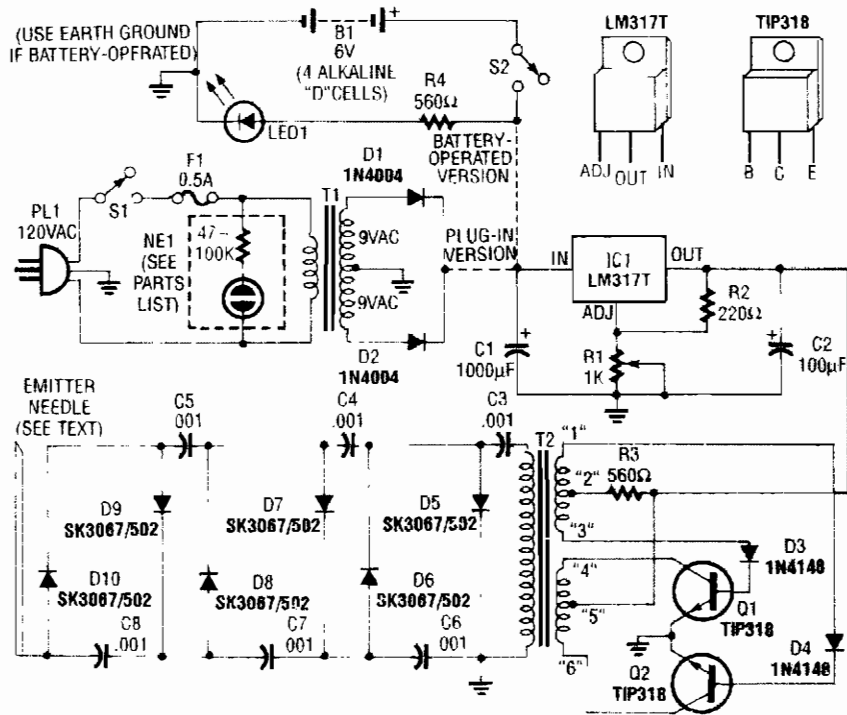 (USE EARTH GROUND
IF BATTERY-OPFRATED)
B1
6V
(4 ALKALINE
"D"CELLS)
+
S2
R4
560Ω
LED1
BATTERY-
OPERATED
VERSION
LM317T
ADJ OUT IN
TIP318
B C E
PL1
120VAC
S1
F1
0.5A
NE1
(SEE
PARTS
LIST)
47–
100K
T1
D1
1N4004
9VAC
9VAC
D2
1N4004
PLUG-IN
VERSION
IN
IC1
LM317T
OUT
ADJ
R2
220Ω
C1
1000µF
+
R1
1K
C2
100µF
+
EMITTER
NEEDLE
(SEE TEXT)
C5
001
C4
.001
C3
.001
T2
"1"
"2"
"3"
"4"
"5"
"6"
R3
560Ω
D9
SK3067/502
D7
SK3067/502
D5
SK3067/502
D10
SK3067/502
D8
SK3067/502
D6
SK3067/502
C8
.001
C7
001
C6
.001
D3
1N4148
Q1
TIP318
D4
1N4148
Q2
TIP318